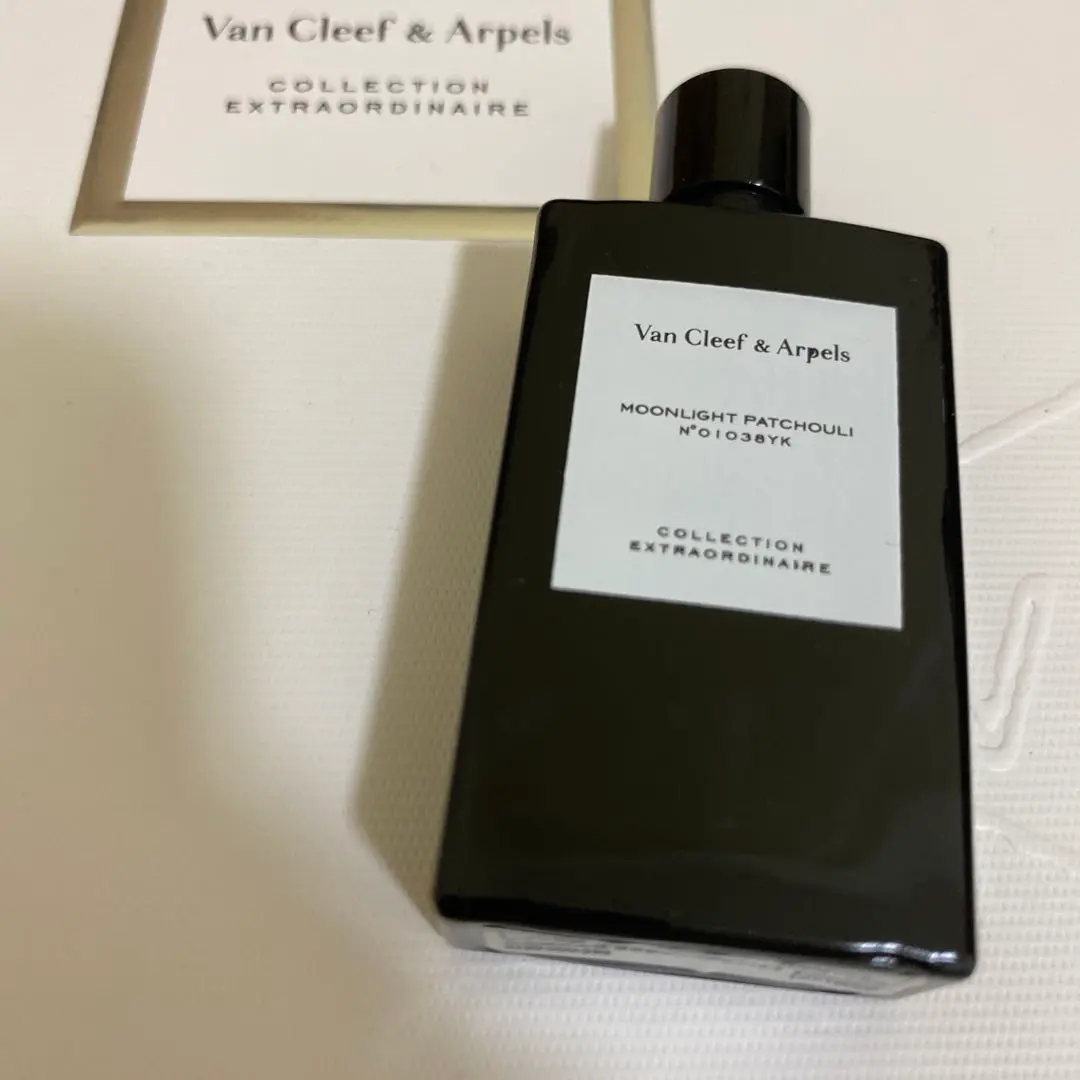 Van Cleef & Arpels
COLLECTION
EXTRAORDINAIRE
Van Cleef & Arpels
MOONLIGHT PATCHOULI
N°01038YK
COLLECTION
EXTRAORDINAIRE